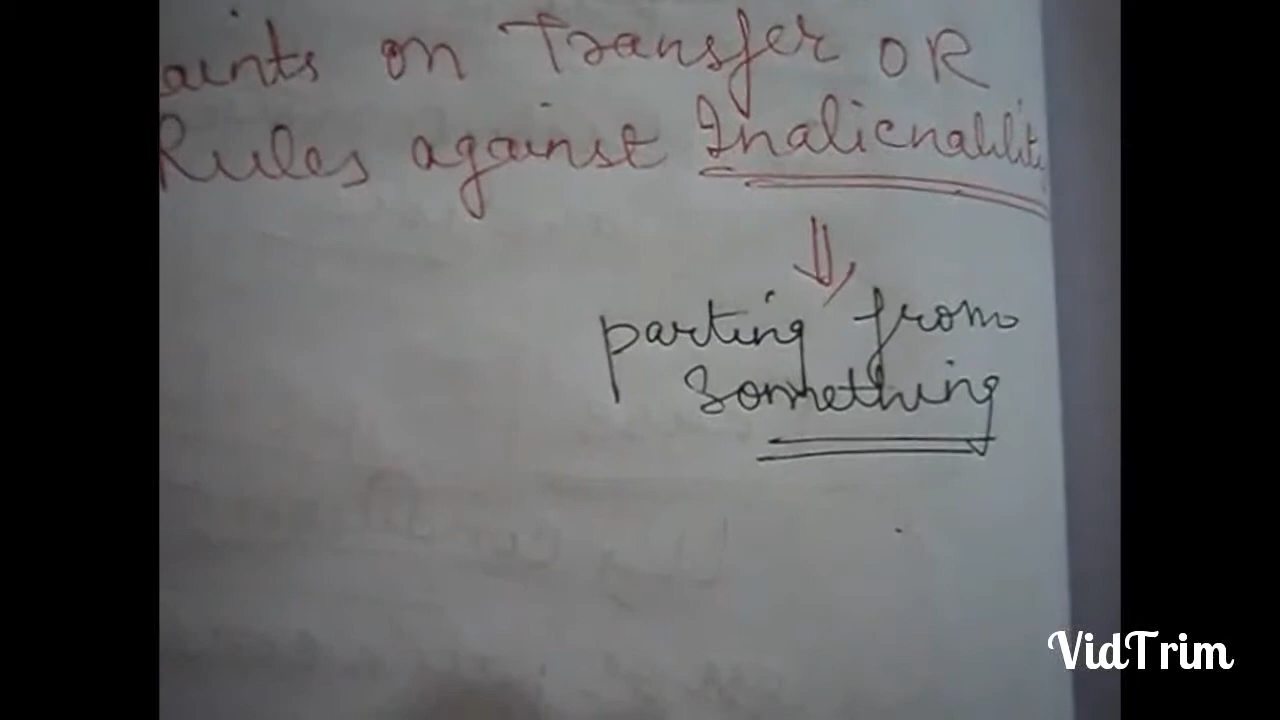 aints on Transfer OR
Rules against Inalienabilit
parting from
Something
VidTrim